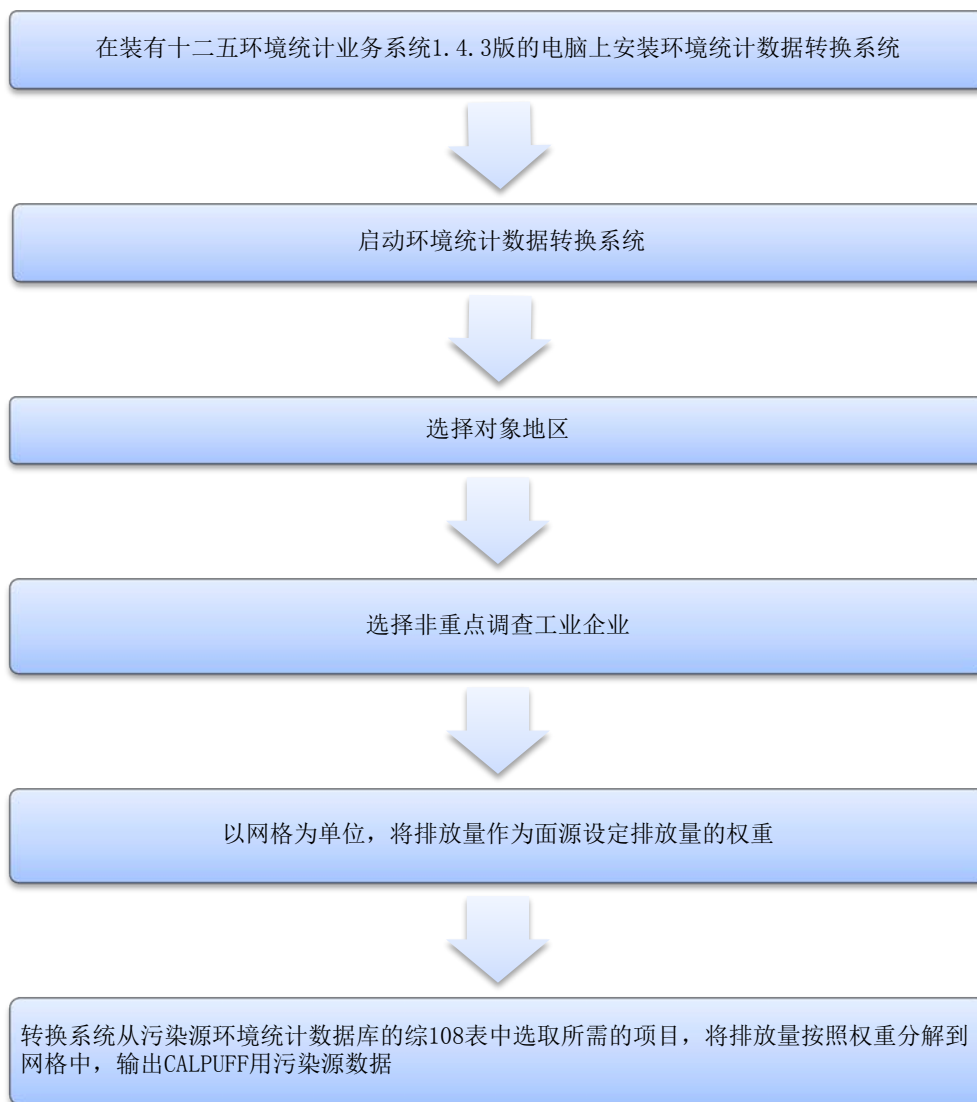 在装有十二五环境统计业务系统1.4.3版的电脑上安装环境统计数据转换系统
启动环境统计数据转换系统
选择对象地区
选择非重点调查工业企业
以网格为单位，将排放量作为面源设定排放量的权重
转换系统从污染源环境统计数据库的综108表中选取所需的项目，将排放量按照权重分解到
网格中，输出CALPUFF用污染源数据